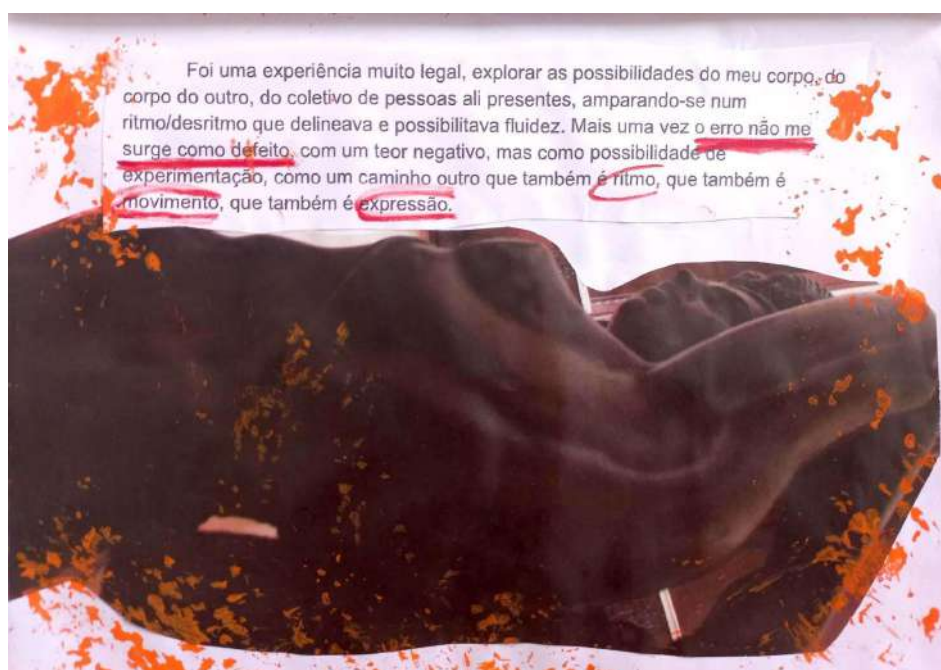 Foi uma experiência muito legal, explorar as possibilidades do meu corpo, do
corpo do outro, do coletivo de pessoas ali presentes, amparando-se num
ritmo/desritmo que delineava e possibilitava fluidez. Mais uma vez o erro não me
surge como defeito, com um teor negativo, mas como possibilidade de
experimentação, como um caminho outro que também é ritmo, que também é
movimento, que também é expressão.